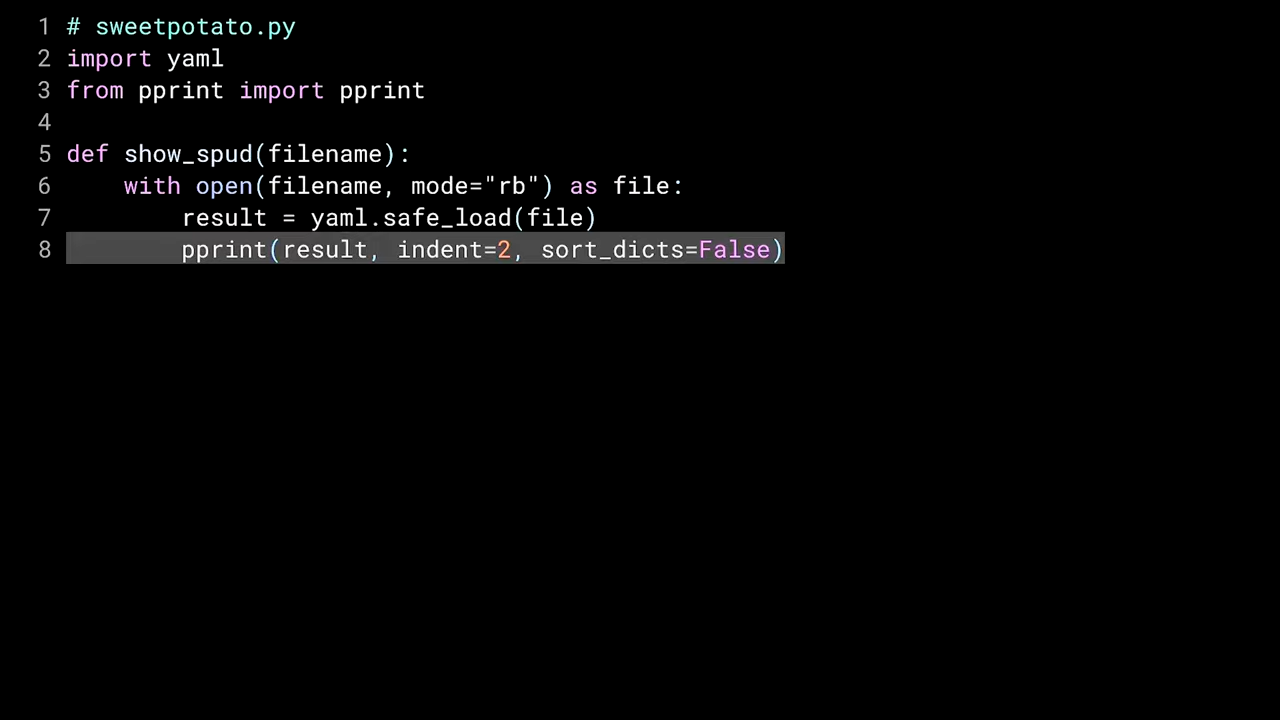 1 # sweetpotato.py
2 import yaml
3 from pprint import pprint
4
5 def show_spud(filename):
6     with open(filename, mode="rb") as file:
7         result = yaml.safe_load(file)
8         pprint(result, indent=2, sort_dicts=False)